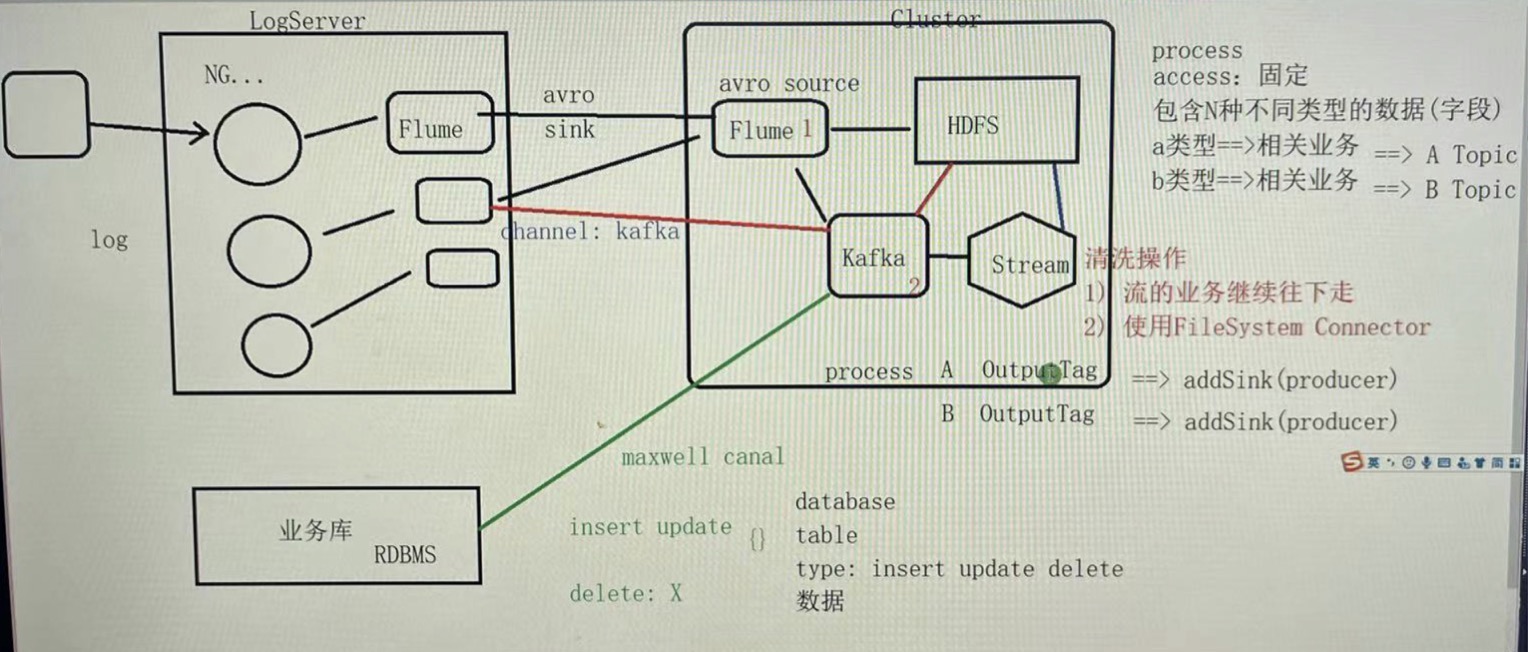 LogServer
NG...
Flume
avro
sink
log
channel: kafka
Clustor
avro source
Flume 1
HDFS
Kafka
2
Stream
process
access: 固定
包含N种不同类型的数据(字段)
a类型==>相关业务 ==> A Topic
b类型==>相关业务 ==> B Topic
清洗操作
1) 流的业务继续往下走
2) 使用FileSystem Connector
process A OutputTag ==> addSink(producer)
B OutputTag ==> addSink(producer)
英
简
maxwell canal
业务库
RDBMS
insert update {}
delete: X
database
table
type: insert update delete
数据